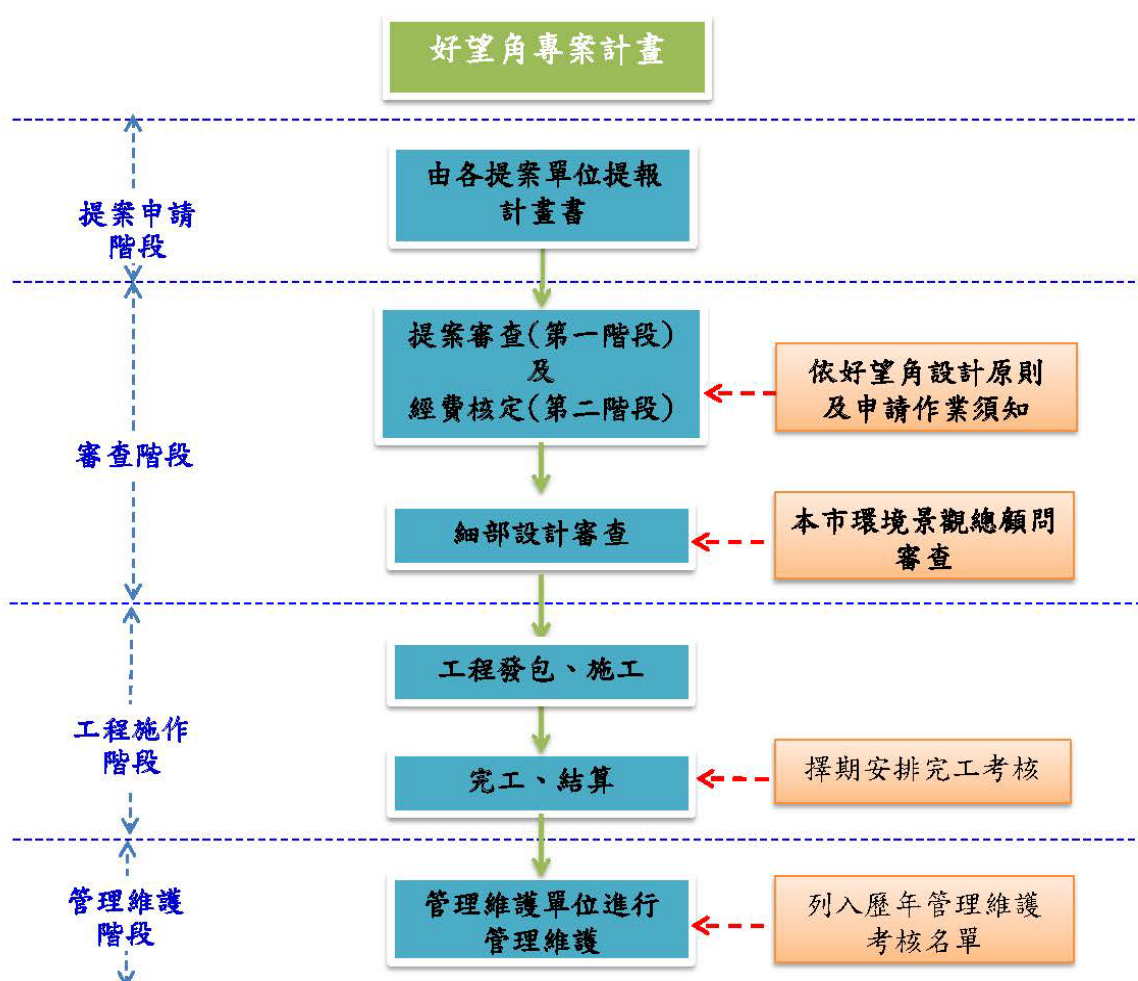 好望角專案計畫
由各提案單位提報
計畫書
提案申請
階段
提案審查(第一階段)
及
經費核定(第二階段)
依好望角設計原則
及申請作業須知
審查階段
細部設計審查
本市環境景觀總顧問
審查
工程發包、施工
工程施作
階段
完工、結算
擇期安排完工考核
管理維護
階段
管理維護單位進行
管理維護
列入歷年管理維護
考核名單